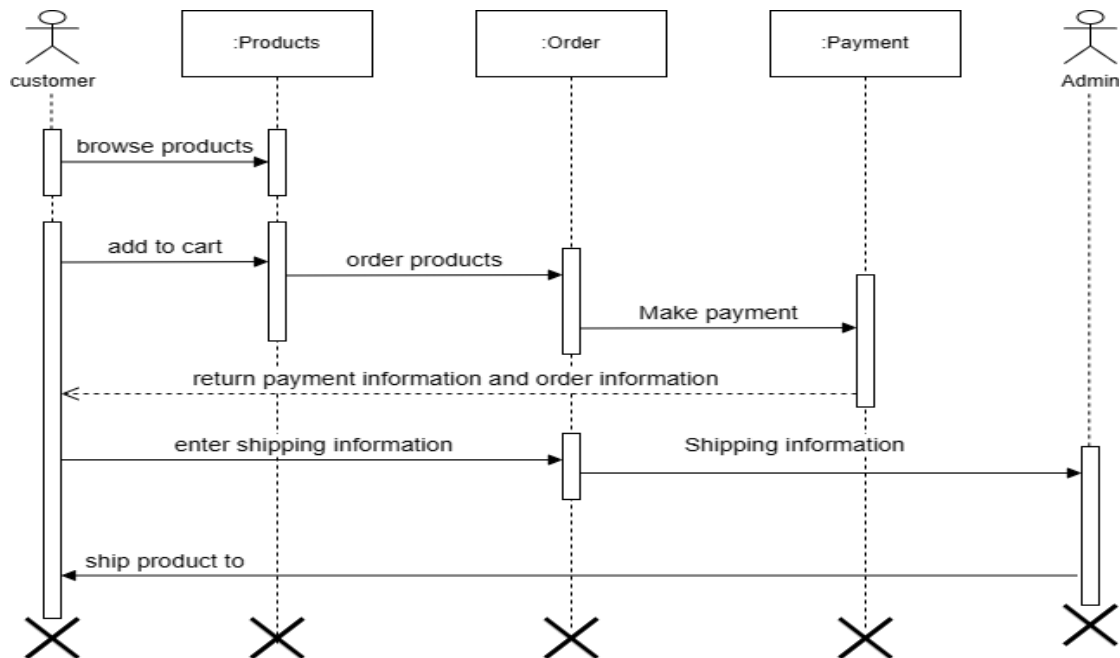 :Products
:Order
:Payment
customer
Admin
browse products
add to cart
order products
Make payment
return payment information and order information
enter shipping information
Shipping information
ship product to